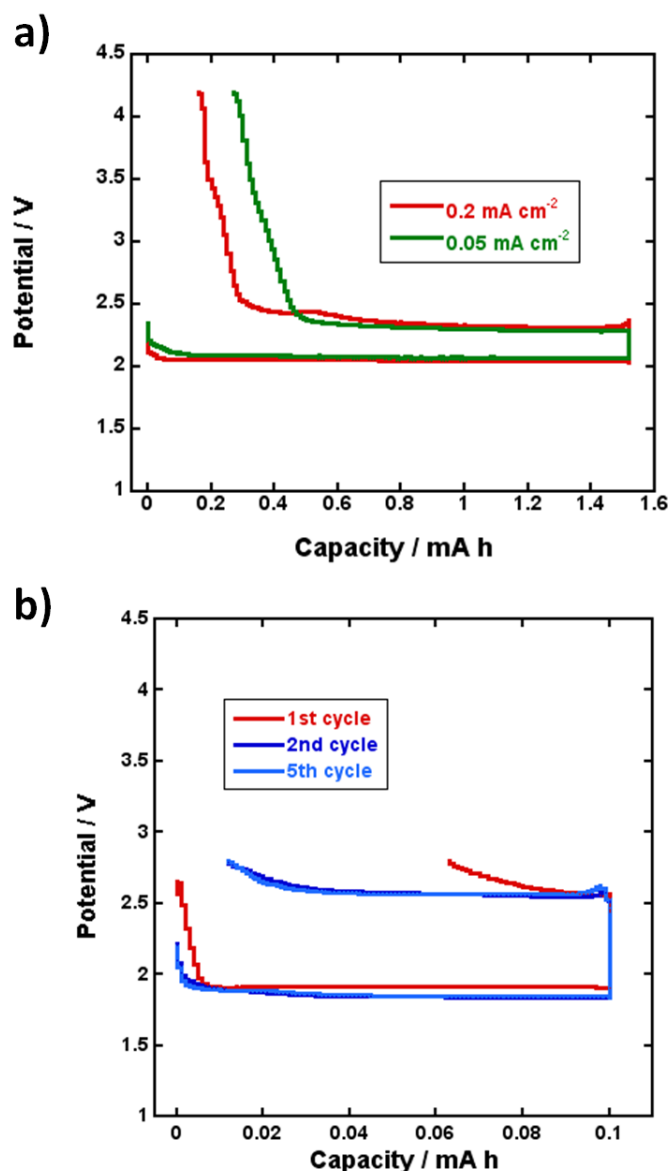 a)
4.5
4
3.5
3
2.5
2
1.5
1
Potential / V
0.2 mA cm-2
0.05 mA cm-2
0
0.2
0.4
0.6
0.8
1
1.2
1.4
1.6
Capacity / mA h
b)
4.5
4
3.5
3
2.5
2
1.5
1
Potential / V
1st cycle
2nd cycle
5th cycle
0
0.02
0.04
0.06
0.08
0.1
Capacity / mA h